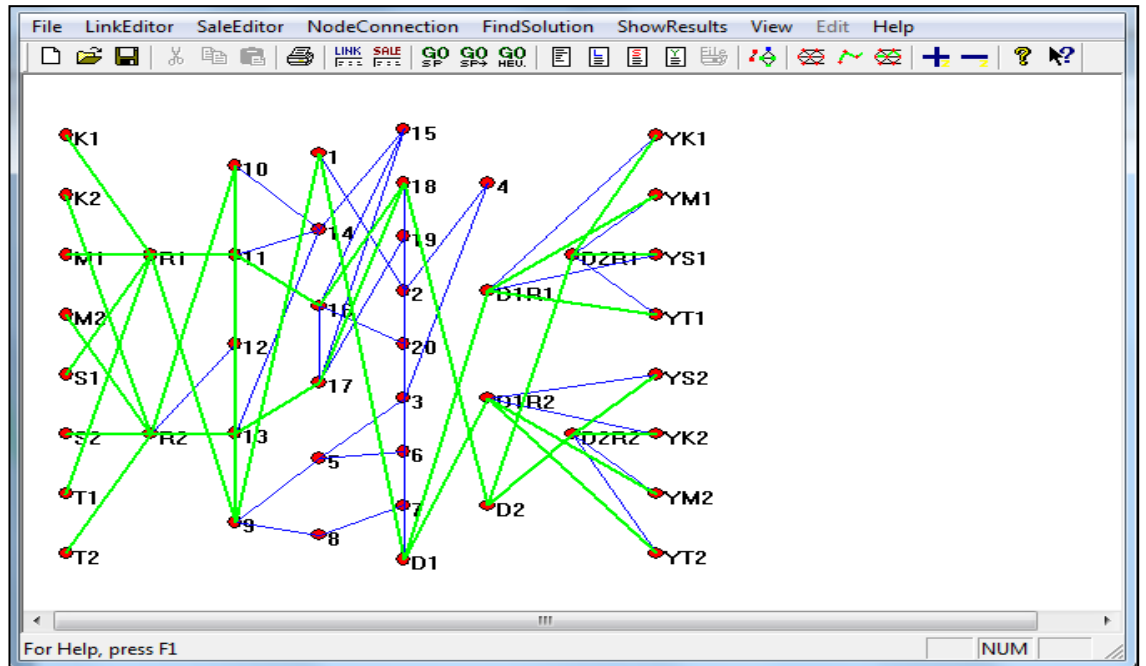 File LinkEditor SaleEditor NodeConnection FindSolution ShowResults View Edit Help
LINK SALE GO SP GO SP+ GO HEU.
K1
K2
M1
M2
S1
S2
T1
T2
R1
R2
10
11
12
13
9
1
14
16
17
5
8
15
18
19
2
20
3
6
7
D1
4
D1R1
D1R2
D2
D2R1
D2R2
YK1
YM1
YS1
YT1
YS2
YK2
YM2
YT2
For Help, press F1 NUM